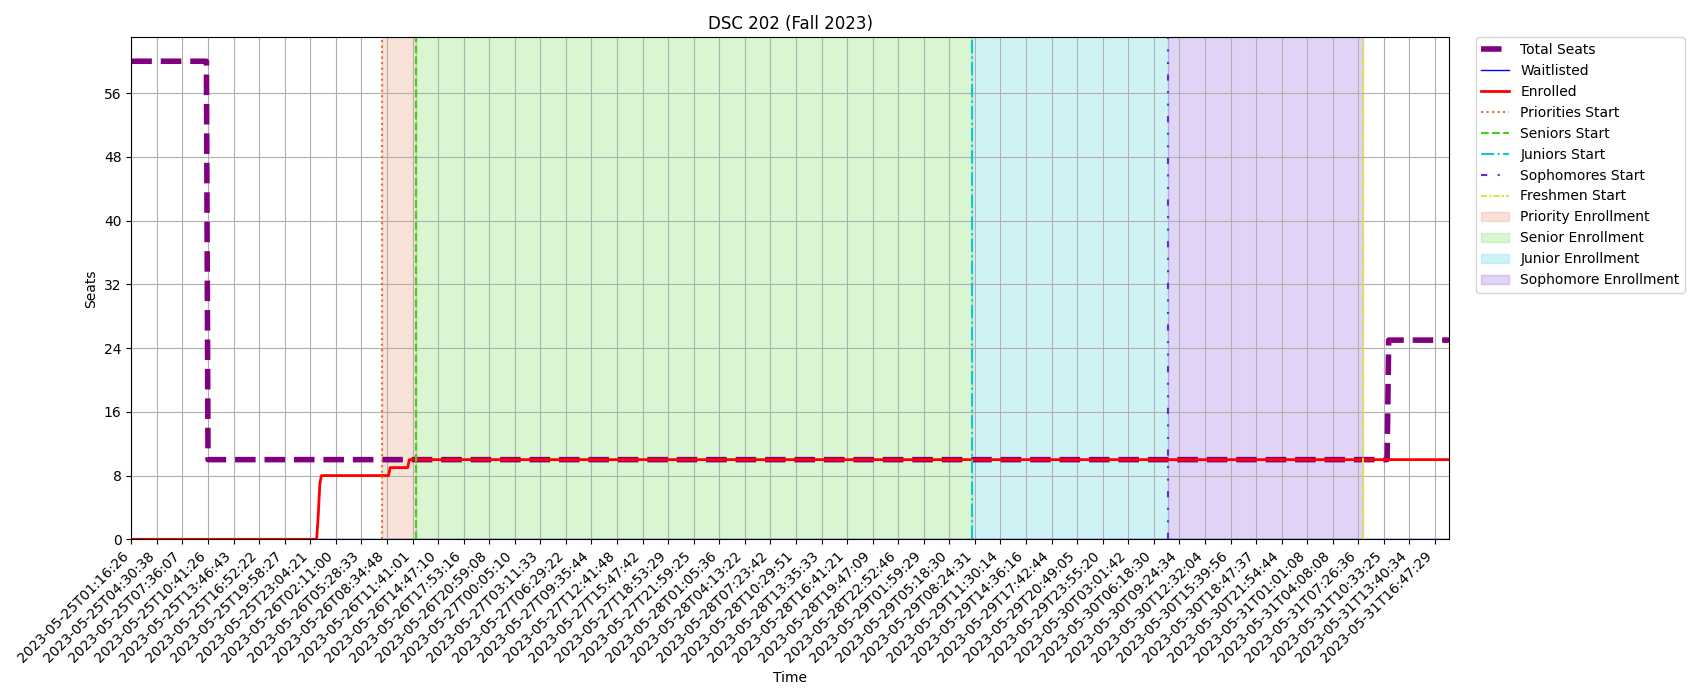 DSC 202 (Fall 2023)
Total Seats
Waitlisted
Enrolled
Priorities Start
Seniors Start
Juniors Start
Sophomores Start
Freshmen Start
Priority Enrollment
Senior Enrollment
Junior Enrollment
Sophomore Enrollment
Seats
56
48
40
32
24
16
8
0
2023-05-25T01:16:26
2023-05-25T04:30:38
2023-05-25T07:36:07
2023-05-25T10:41:26
2023-05-25T13:46:43
2023-05-25T16:52:22
2023-05-25T19:58:27
2023-05-25T23:04:21
2023-05-26T02:11:00
2023-05-26T05:28:33
2023-05-26T08:34:48
2023-05-26T11:41:01
2023-05-26T14:47:10
2023-05-26T17:53:16
2023-05-26T20:59:08
2023-05-27T00:05:10
2023-05-27T03:11:33
2023-05-27T06:29:22
2023-05-27T09:35:44
2023-05-27T12:41:48
2023-05-27T15:47:42
2023-05-27T18:53:29
2023-05-27T21:59:25
2023-05-28T01:05:36
2023-05-28T04:13:22
2023-05-28T07:23:42
2023-05-28T10:29:51
2023-05-28T13:35:33
2023-05-28T16:41:21
2023-05-28T19:47:09
2023-05-28T22:52:46
2023-05-29T01:59:29
2023-05-29T05:18:30
2023-05-29T08:24:31
2023-05-29T11:30:14
2023-05-29T14:36:16
2023-05-29T17:42:44
2023-05-29T20:49:05
2023-05-29T23:55:20
2023-05-30T03:01:42
2023-05-30T06:18:30
2023-05-30T09:24:34
2023-05-30T12:32:04
2023-05-30T15:39:56
2023-05-30T18:47:37
2023-05-30T21:54:44
2023-05-31T01:01:08
2023-05-31T04:08:08
2023-05-31T07:26:36
2023-05-31T10:33:25
2023-05-31T13:40:34
2023-05-31T16:47:29
Time